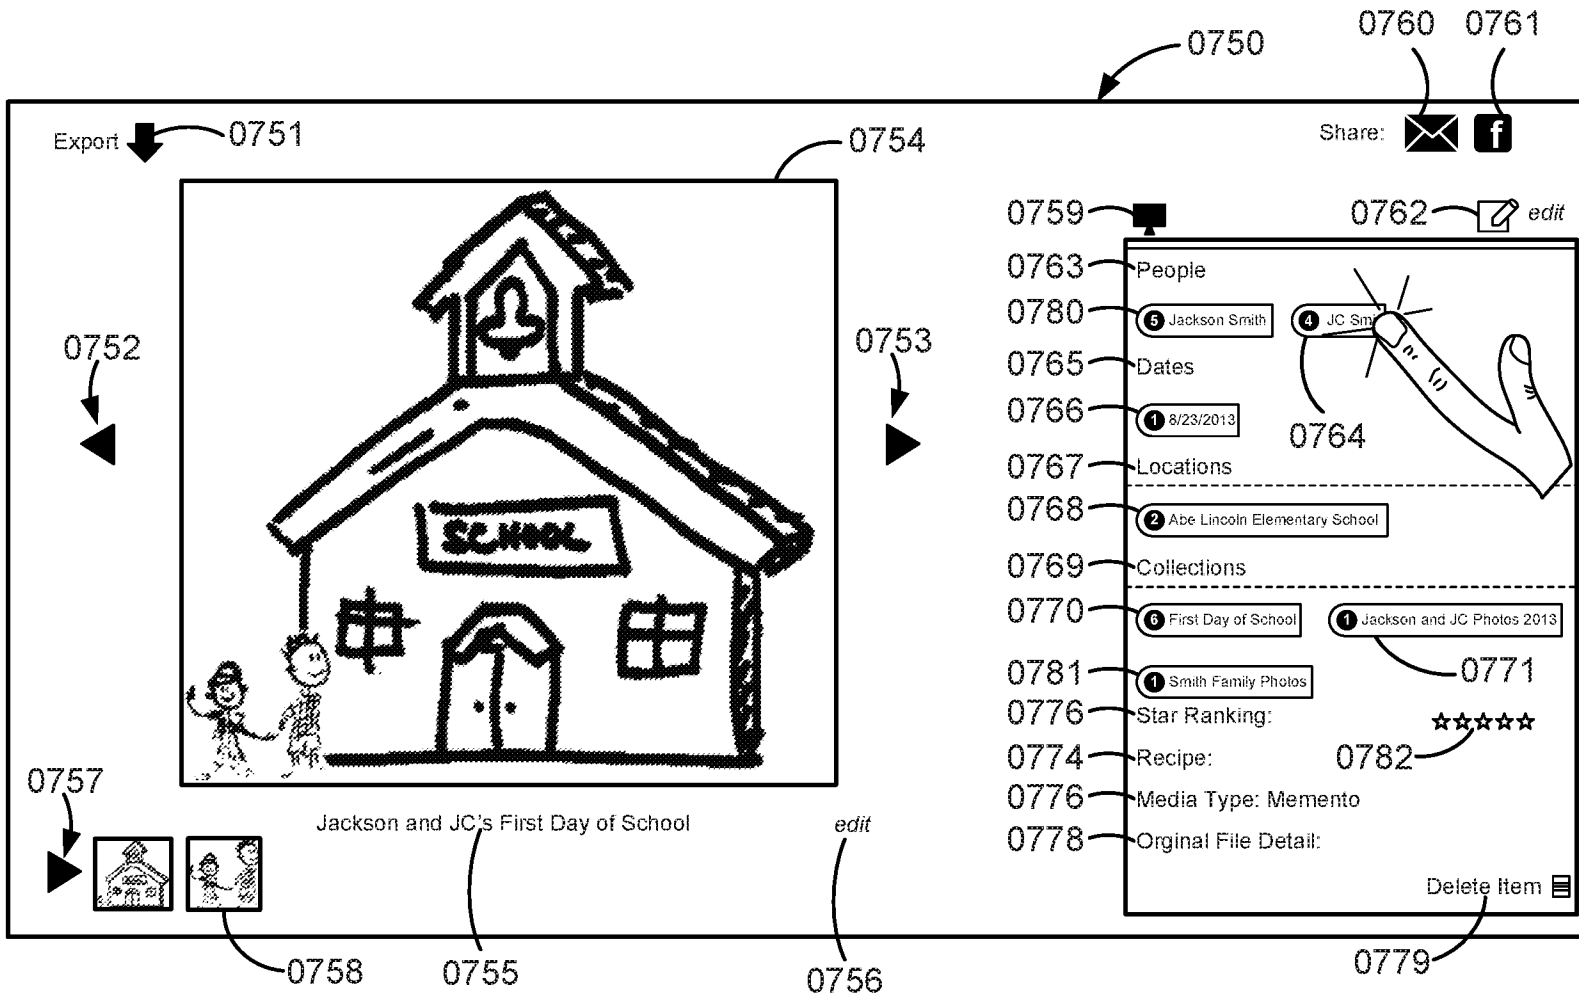 0760 0761
0750
Export 0751
Share: f
0754
0759 0762 edit
0763 People
0780 5 Jackson Smith 4 JC Smi
0752 0753
0765 Dates
0766 1 8/23/2013
0764
0767 Locations
0768 2 Abe Lincoln Elementary School
SCHOOL
0769 Collections
0770 6 First Day of School 1 Jackson and JC Photos 2013
0781 1 Smith Family Photos 0771
0776 Star Ranking:
0774 Recipe: 0782
0757
0776 Media Type: Memento
Jackson and JC's First Day of School edit
0778 Orginal File Detail:
Delete Item
0758 0755 0756 0779